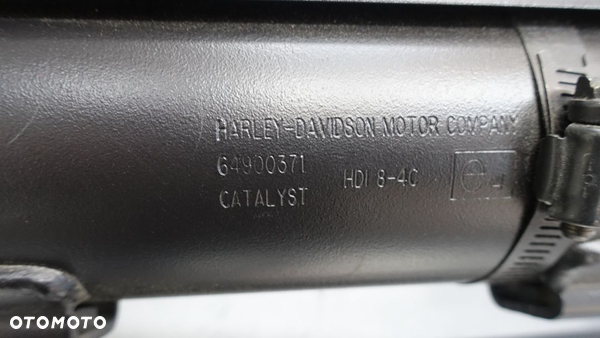 HARLEY-DAVIDSON MOTOR COMPANY
64900371 HDI 8-4C
CATALYST
OTOMOTO